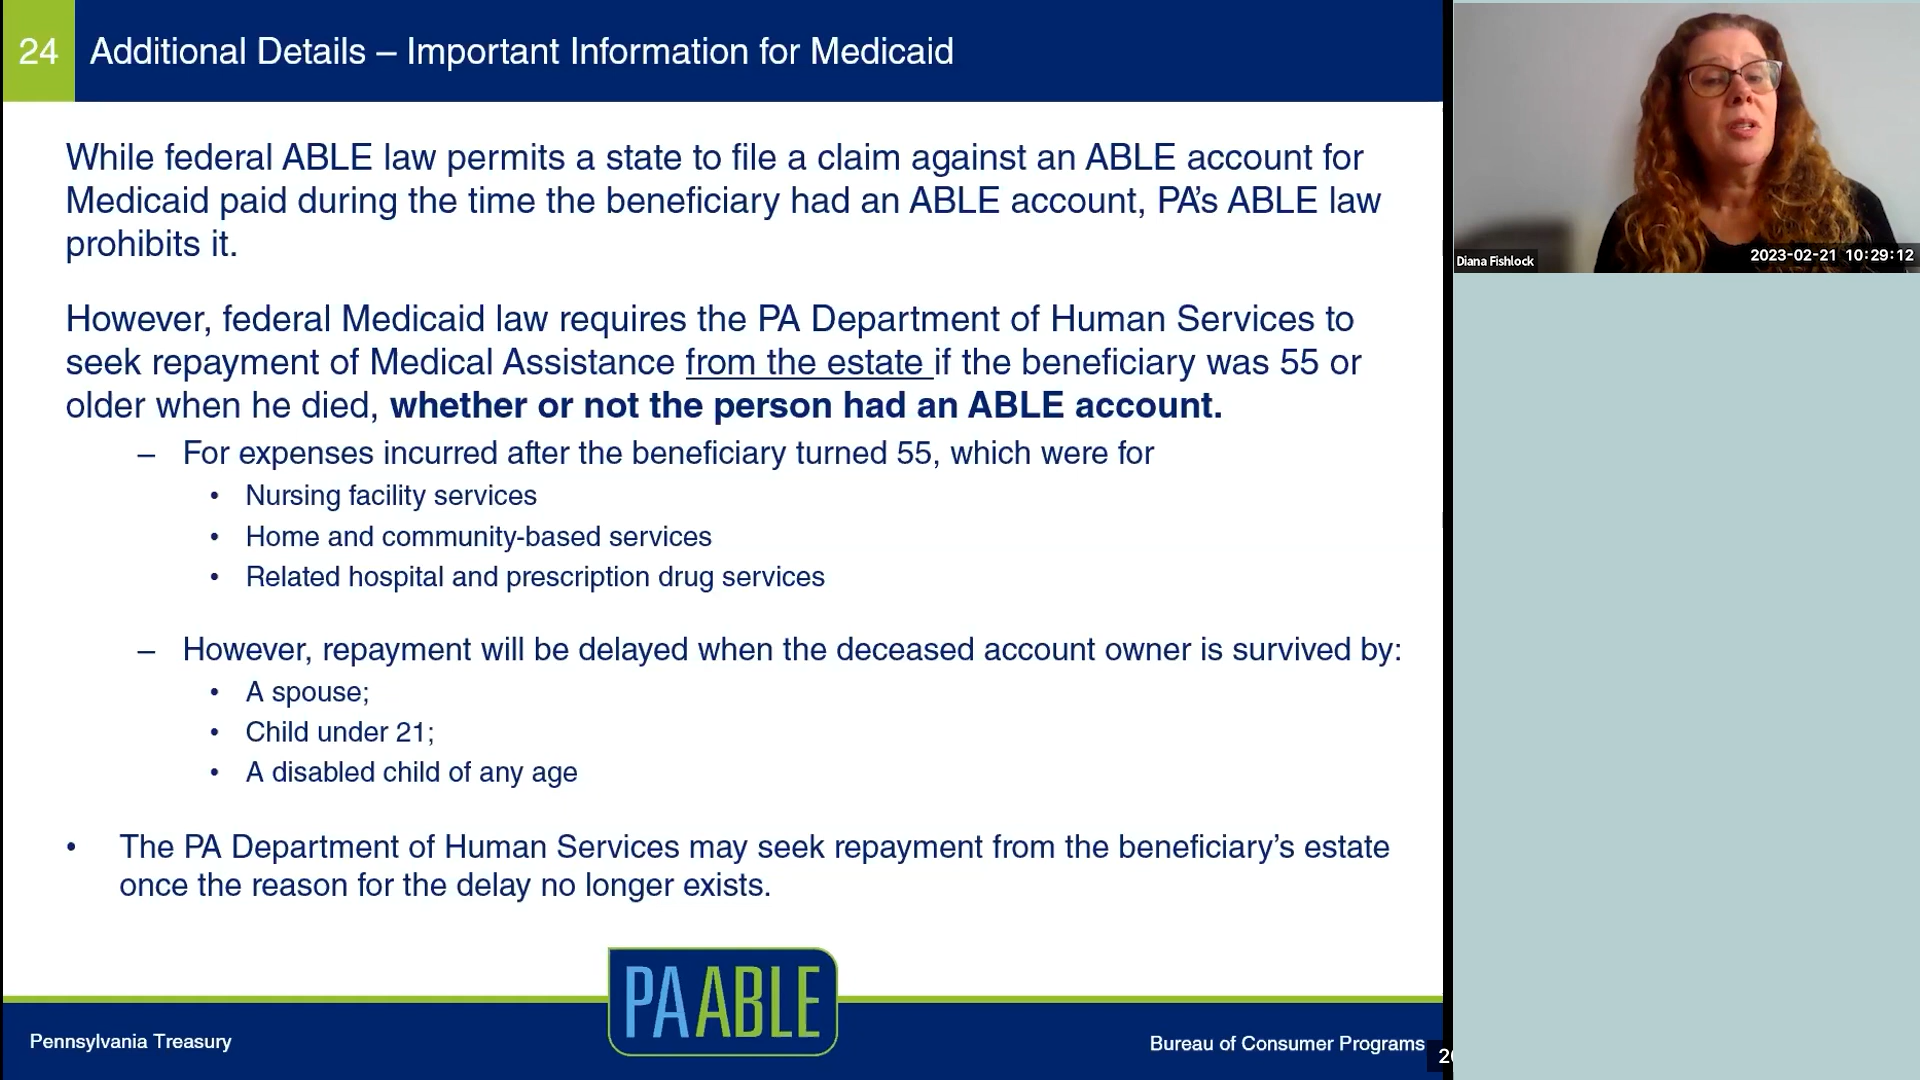 24 Additional Details – Important Information for Medicaid
While federal ABLE law permits a state to file a claim against an ABLE account for
Medicaid paid during the time the beneficiary had an ABLE account, PA’s ABLE law
prohibits it.
However, federal Medicaid law requires the PA Department of Human Services to
seek repayment of Medical Assistance from the estate if the beneficiary was 55 or
older when he died, whether or not the person had an ABLE account.
– For expenses incurred after the beneficiary turned 55, which were for
• Nursing facility services
• Home and community-based services
• Related hospital and prescription drug services
– However, repayment will be delayed when the deceased account owner is survived by:
• A spouse;
• Child under 21;
• A disabled child of any age
• The PA Department of Human Services may seek repayment from the beneficiary’s estate
once the reason for the delay no longer exists.
PA ABLE
Pennsylvania Treasury
Bureau of Consumer Programs
Diana Fishlock
2023-02-21 10:29:12